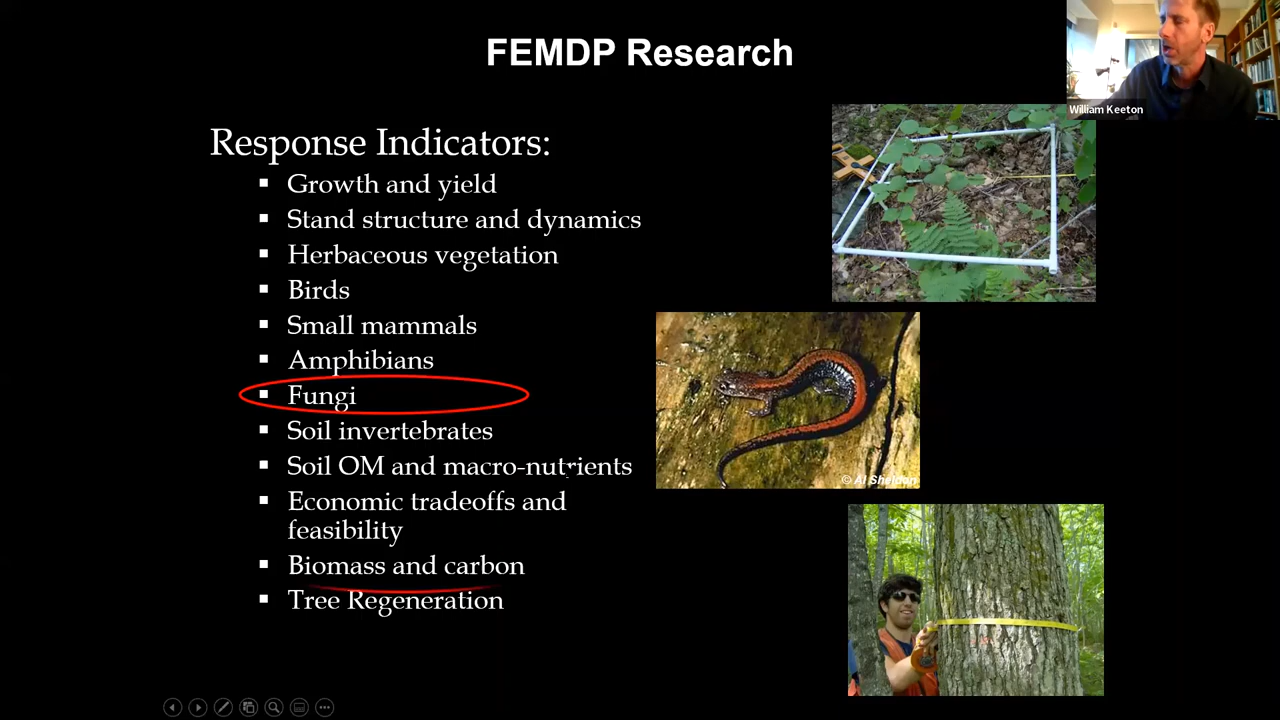 FEMDP Research
William Keeton
Response Indicators:
Growth and yield
Stand structure and dynamics
Herbaceous vegetation
Birds
Small mammals
Amphibians
Fungi
Soil invertebrates
Soil OM and macro-nutrients
© Al Sheldon
Economic tradeoffs and
feasibility
Biomass and carbon
Tree Regeneration